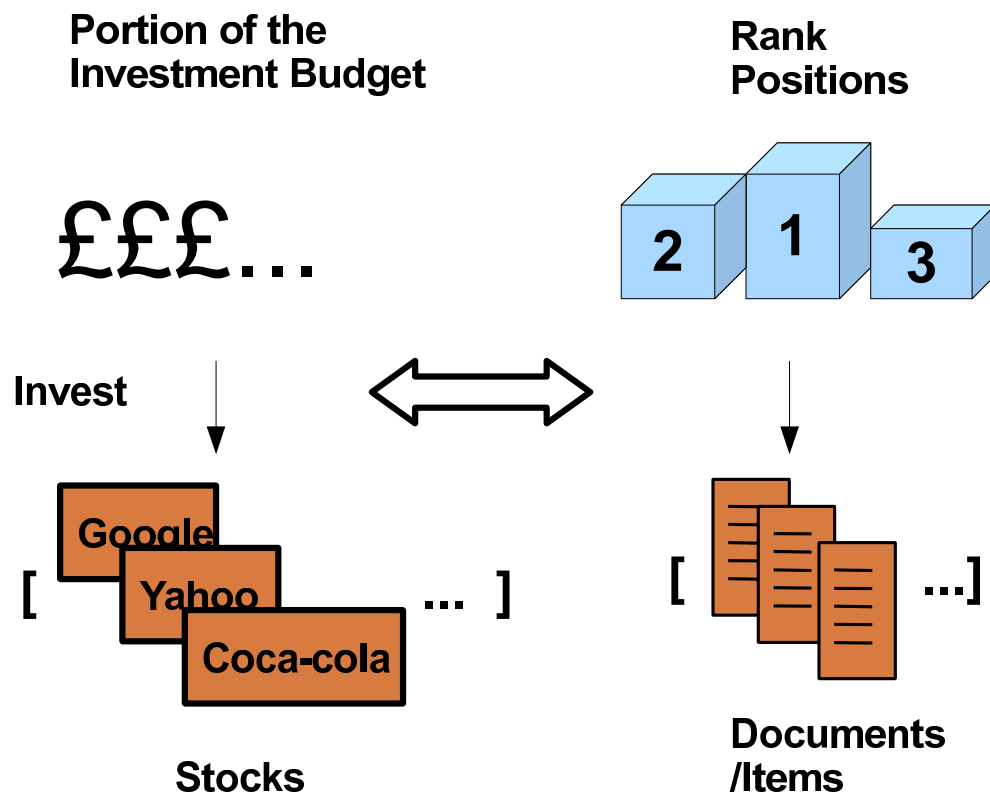 Portion of the
Investment Budget
£££...
Invest
[ Google
Yahoo
Coca-cola ... ]
Stocks
Rank
Positions
2 1 3
[ ...]
Documents
/Items